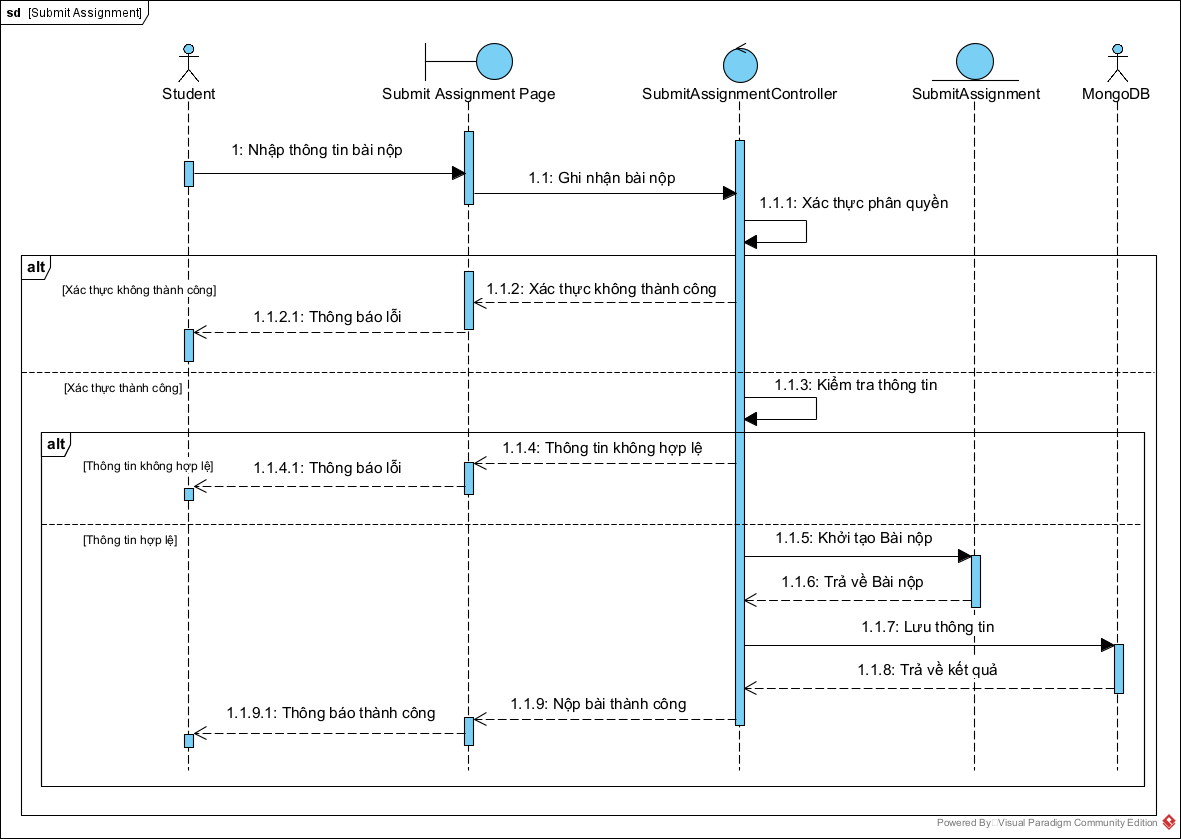 sd [Submit Assignment]
Student
Submit Assignment Page
SubmitAssignmentController
SubmitAssignment
MongoDB
1: Nhập thông tin bài nộp
1.1: Ghi nhận bài nộp
1.1.1: Xác thực phân quyền
alt
[Xác thực không thành công]
1.1.2: Xác thực không thành công
1.1.2.1: Thông báo lỗi
[Xác thực thành công]
1.1.3: Kiểm tra thông tin
alt
1.1.4: Thông tin không hợp lệ
[Thông tin không hợp lệ]
1.1.4.1: Thông báo lỗi
[Thông tin hợp lệ]
1.1.5: Khởi tạo Bài nộp
1.1.6: Trả về Bài nộp
1.1.7: Lưu thông tin
1.1.8: Trả về kết quả
1.1.9: Nộp bài thành công
1.1.9.1: Thông báo thành công
Powered By: Visual Paradigm Community Edition